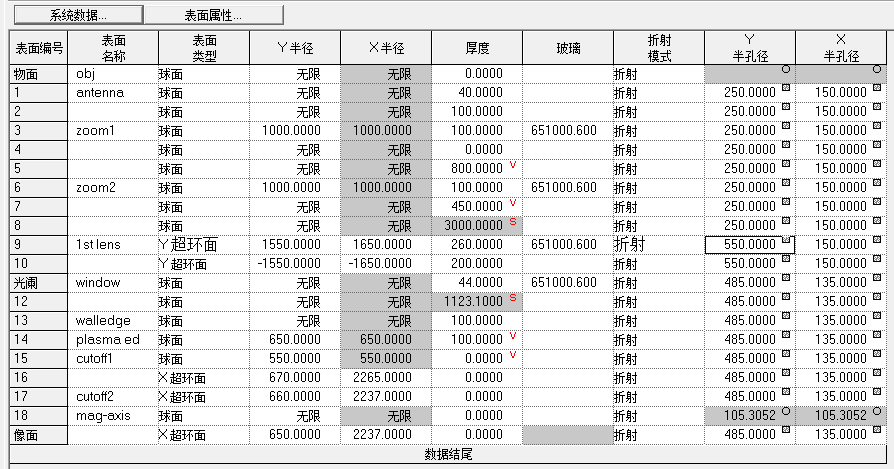 系统数据... 表面属性...
表面编号 表面名称 表面类型 Y 半径 X 半径 厚度 玻璃 折射模式 Y 半孔径 X 半孔径
物面 obj 球面 无限 无限 0.0000 折射
1 antenna 球面 无限 无限 40.0000 折射 250.0000 150.0000
2 球面 无限 无限 100.0000 折射 250.0000 150.0000
3 zoom1 球面 1000.0000 1000.0000 100.0000 651000.600 折射 250.0000 150.0000
4 球面 无限 无限 0.0000 折射 250.0000 150.0000
5 球面 无限 无限 800.0000 V 折射 250.0000 150.0000
6 zoom2 球面 1000.0000 1000.0000 100.0000 651000.600 折射 250.0000 150.0000
7 球面 无限 无限 450.0000 V 折射 250.0000 150.0000
8 球面 无限 无限 3000.0000 S 折射 250.0000 150.0000
9 1st lens Y 超环面 1550.0000 1650.0000 260.0000 651000.600 折射 550.0000 150.0000
10 Y 超环面 -1550.0000 -1650.0000 200.0000 折射 550.0000 150.0000
光阑 window 球面 无限 无限 44.0000 651000.600 折射 485.0000 135.0000
12 球面 无限 无限 1123.1000 S 折射 485.0000 135.0000
13 walledge 球面 无限 无限 100.0000 折射 485.0000 135.0000
14 plasma ed 球面 650.0000 650.0000 100.0000 V 折射 485.0000 135.0000
15 cutoff1 球面 550.0000 550.0000 0.0000 V 折射 485.0000 135.0000
16 X 超环面 670.0000 2265.0000 0.0000 折射 485.0000 135.0000
17 cutoff2 X 超环面 660.0000 2237.0000 0.0000 折射 485.0000 135.0000
18 mag-axis 球面 无限 无限 0.0000 折射 105.3052 105.3052
像面 X 超环面 650.0000 2237.0000 0.0000 折射 485.0000 135.0000
数据结尾